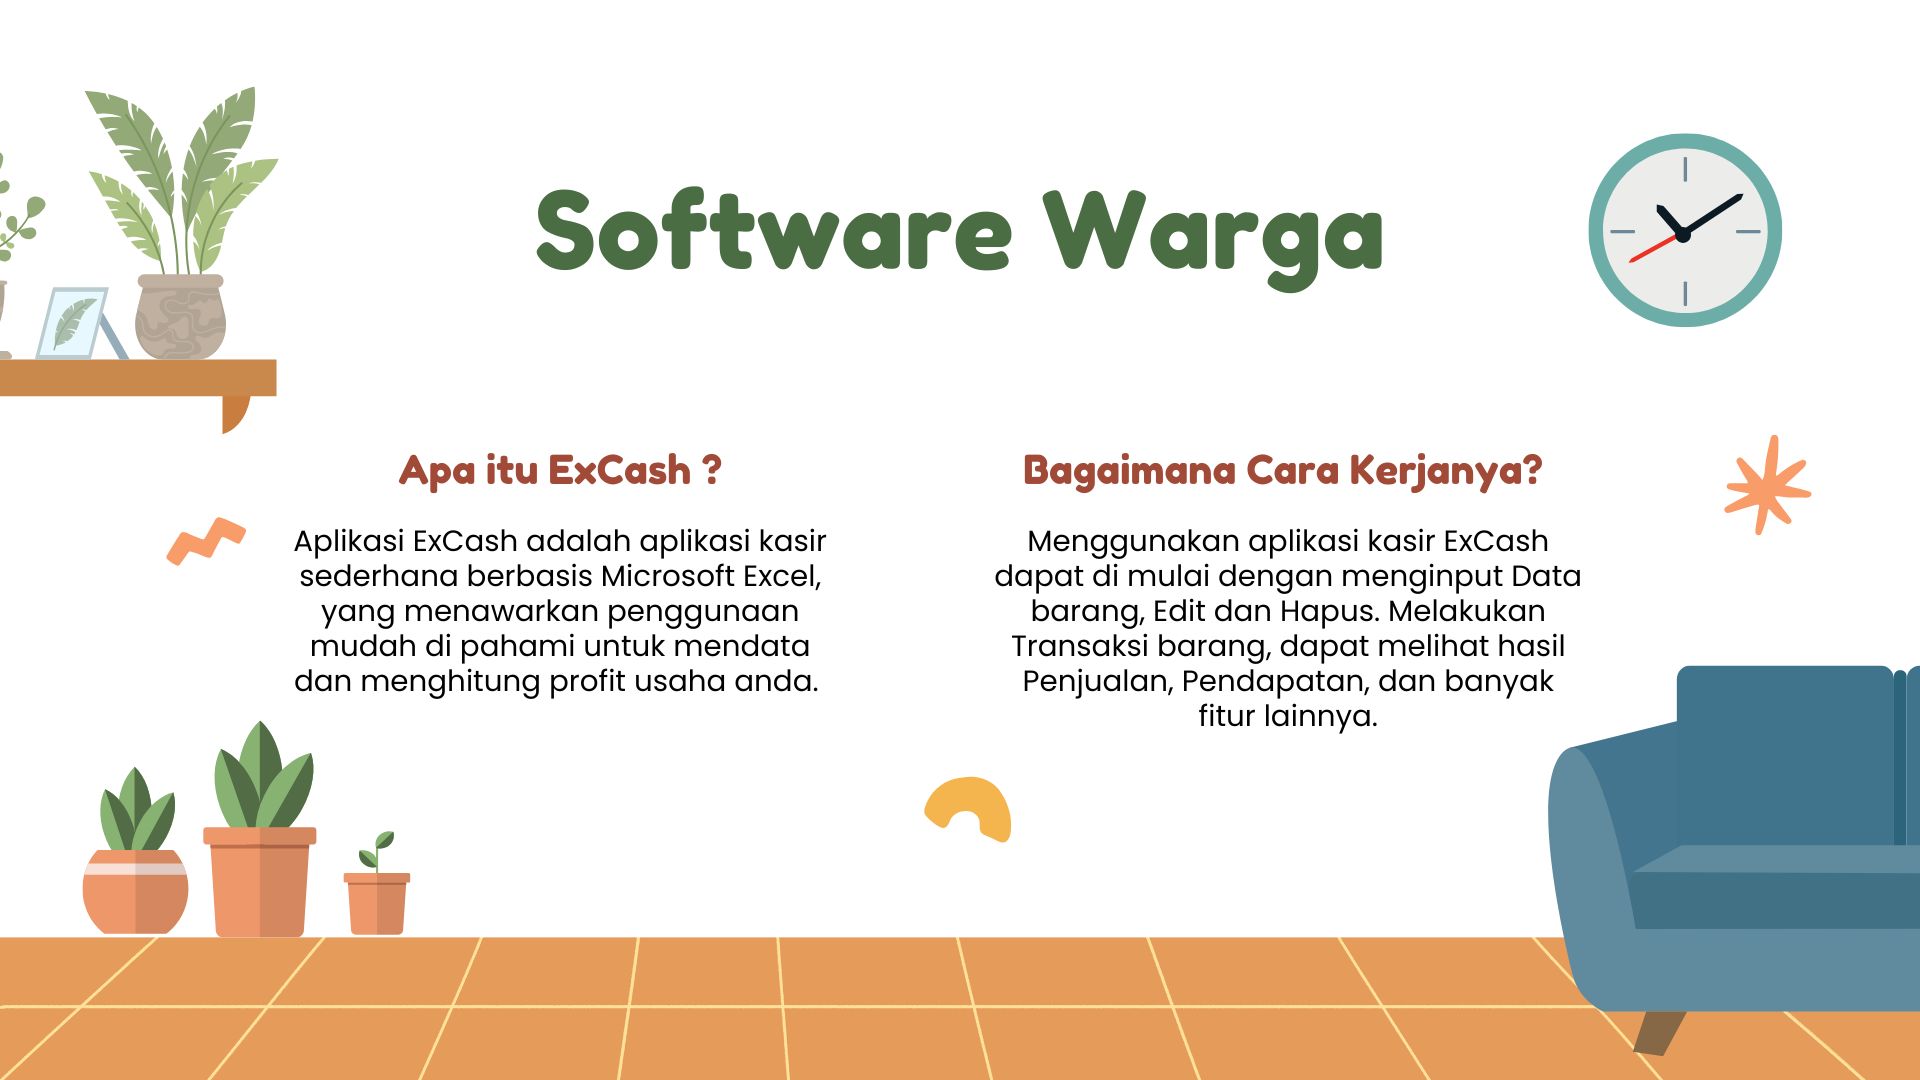 Software Warga
Apa itu ExCash ?
Aplikasi ExCash adalah aplikasi kasir
sederhana berbasis Microsoft Excel,
yang menawarkan penggunaan
mudah di pahami untuk mendata
dan menghitung profit usaha anda.
Bagaimana Cara Kerjanya?
Menggunakan aplikasi kasir ExCash
dapat di mulai dengan menginput Data
barang, Edit dan Hapus. Melakukan
Transaksi barang, dapat melihat hasil
Penjualan, Pendapatan, dan banyak
fitur lainnya.